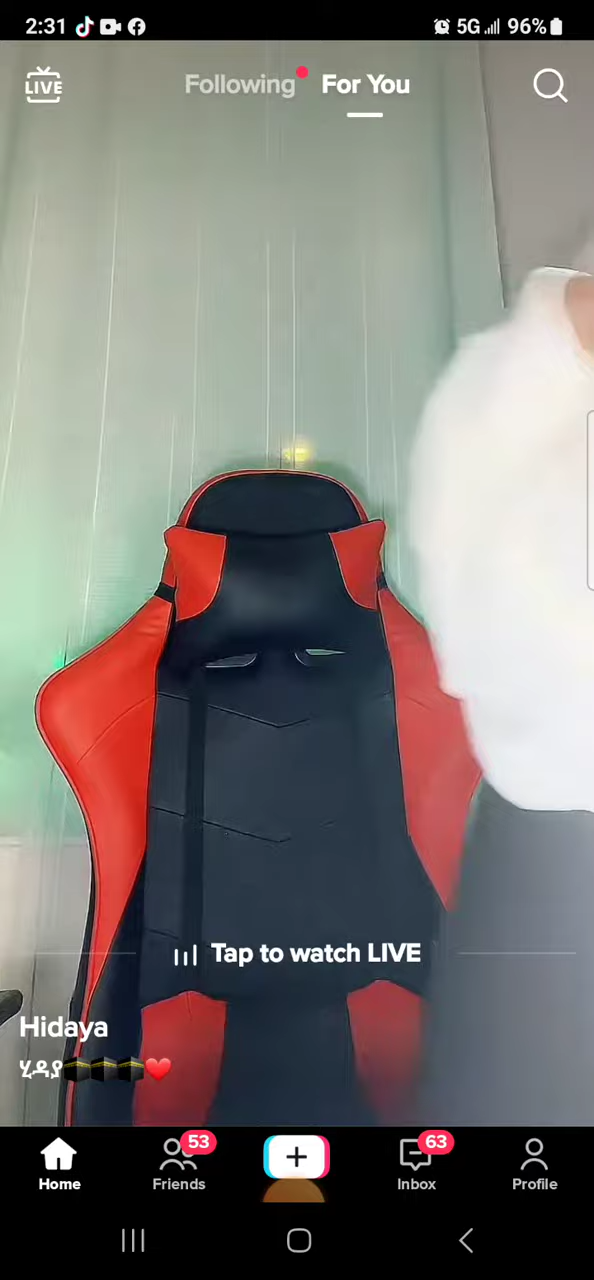 2:31 5G 96%
LIVE Following For You
Tap to watch LIVE
Hidaya
ሂዳያ🕋🕋🕋❤️
53 63
Home Friends Inbox Profile